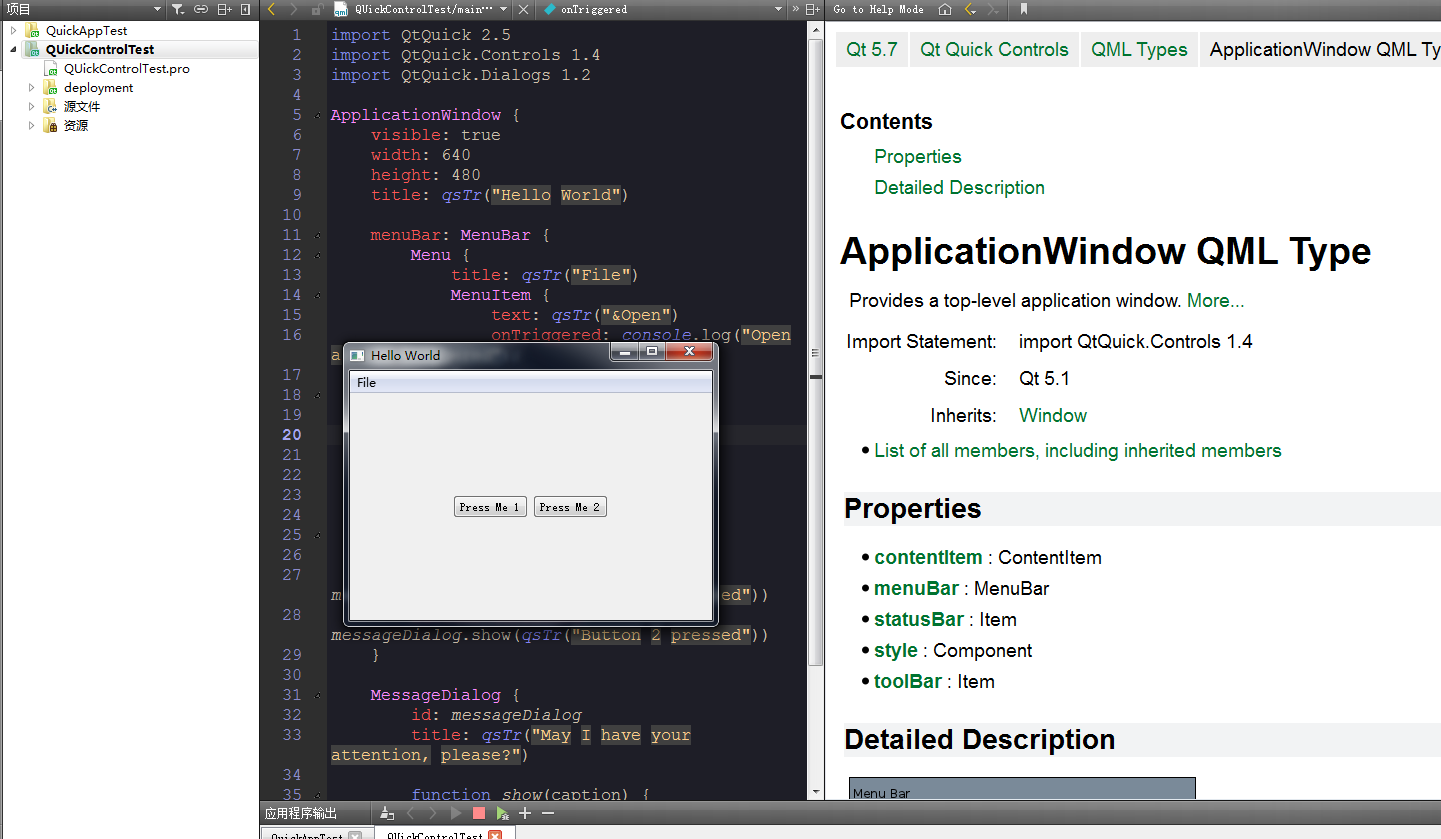 项目
QuickAppTest
QUickControlTest
QUickControlTest.pro
deployment
源文件
资源
QUickControlTest/main···
onTriggered
»
1 import QtQuick 2.5
2 import QtQuick.Controls 1.4
3 import QtQuick.Dialogs 1.2
4
5 ApplicationWindow {
6 visible: true
7 width: 640
8 height: 480
9 title: qsTr("Hello World")
10
11 menuBar: MenuBar {
12 Menu {
13 title: qsTr("File")
14 MenuItem {
15 text: qsTr("&Open")
16 onTriggered: console.log("Open
a
17
18
19
20
21
22
23
24
25
26
27
m ed"))
28
messageDialog.show(qsTr("Button 2 pressed"))
29 }
30
31 MessageDialog {
32 id: messageDialog
33 title: qsTr("May I have your
attention, please?")
34
35 function show(caption) {
Hello World
File
Press Me 1
Press Me 2
Go to Help Mode
Qt 5.7
Qt Quick Controls
QML Types
ApplicationWindow QML Ty
Contents
Properties
Detailed Description
ApplicationWindow QML Type
Provides a top-level application window. More...
Import Statement: import QtQuick.Controls 1.4
Since: Qt 5.1
Inherits: Window
List of all members, including inherited members
Properties
contentItem : ContentItem
menuBar : MenuBar
statusBar : Item
style : Component
toolBar : Item
Detailed Description
Menu Bar
应用程序输出
QuickAppTest
QUickControlTest